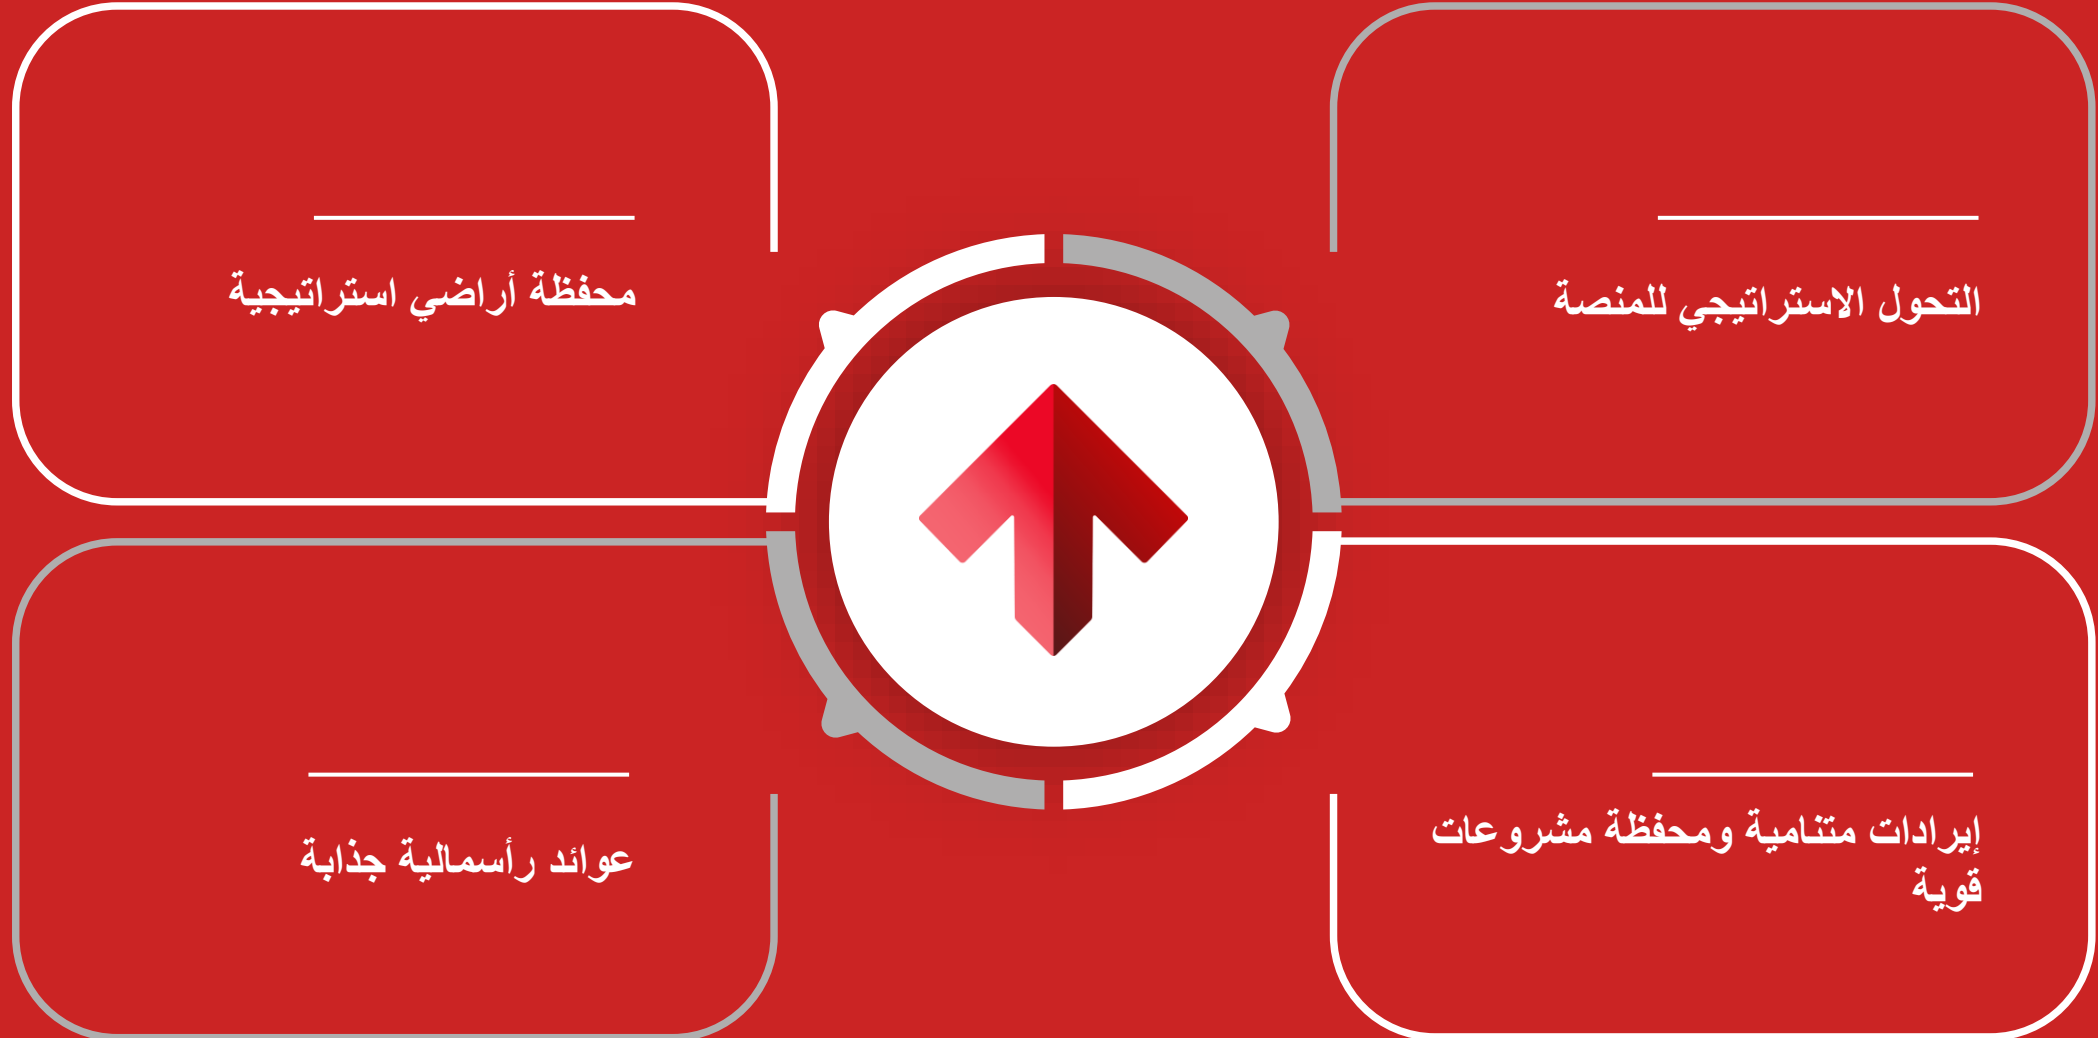 التحول الاستراتيجي للمنصة
محفظة أراضي استراتيجية
إيرادات متنامية ومحفظة مشروعات
قوية
عوائد رأسمالية جذابة